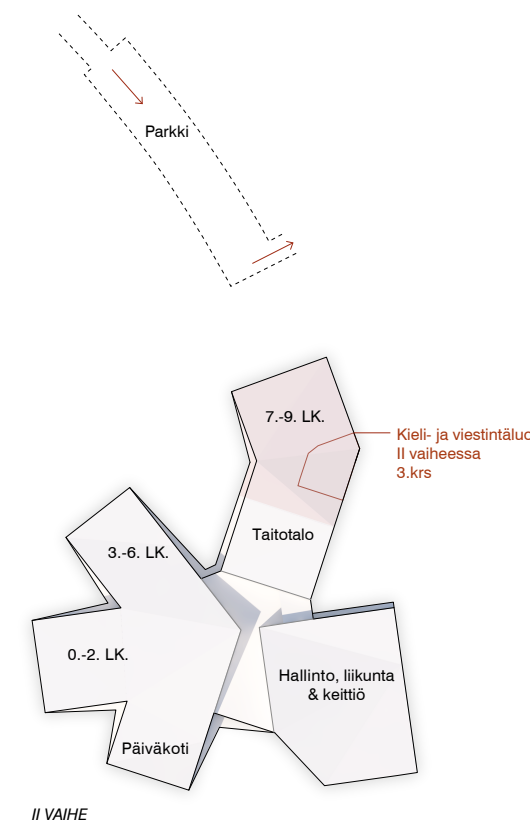 Parkki
7.-9. LK.
Kieli- ja viestintäluo
II vaiheessa
3.krs
Taitotalo
3.-6. LK.
0.-2. LK.
Hallinto, liikunta
& keittiö
Päiväkoti
II VAIHE